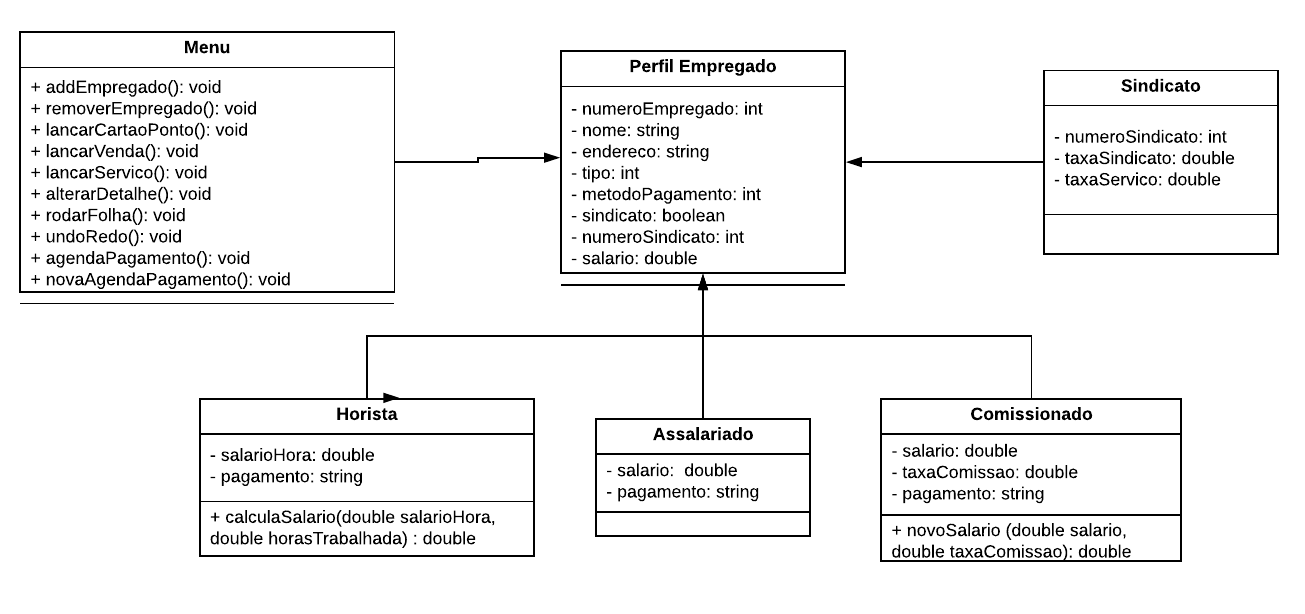 Menu
+ addEmpregado(): void
+ removerEmpregado(): void
+ lancarCartaoPonto(): void
+ lancarVenda(): void
+ lancarServico(): void
+ alterarDetalhe(): void
+ rodarFolha(): void
+ undoRedo(): void
+ agendaPagamento(): void
+ novaAgendaPagamento(): void
Perfil Empregado
- numeroEmpregado: int
- nome: string
- endereco: string
- tipo: int
- metodoPagamento: int
- sindicato: boolean
- numeroSindicato: int
- salario: double
Sindicato
- numeroSindicato: int
- taxaSindicato: double
- taxaServico: double
Horista
- salarioHora: double
- pagamento: string
+ calculaSalario(double salarioHora,
double horasTrabalhada) : double
Assalariado
- salario:  double
- pagamento: string
Comissionado
- salario: double
- taxaComissao: double
- pagamento: string
+ novoSalario (double salario,
double taxaComissao): double